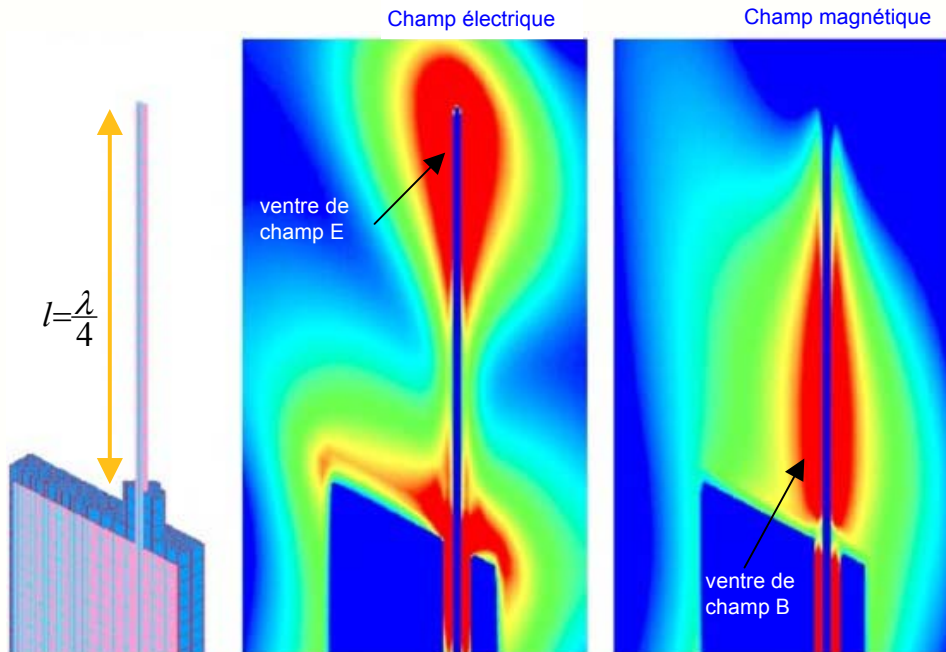 Champ électrique
Champ magnétique
ventre de
champ E
l=λ/4
ventre de
champ B